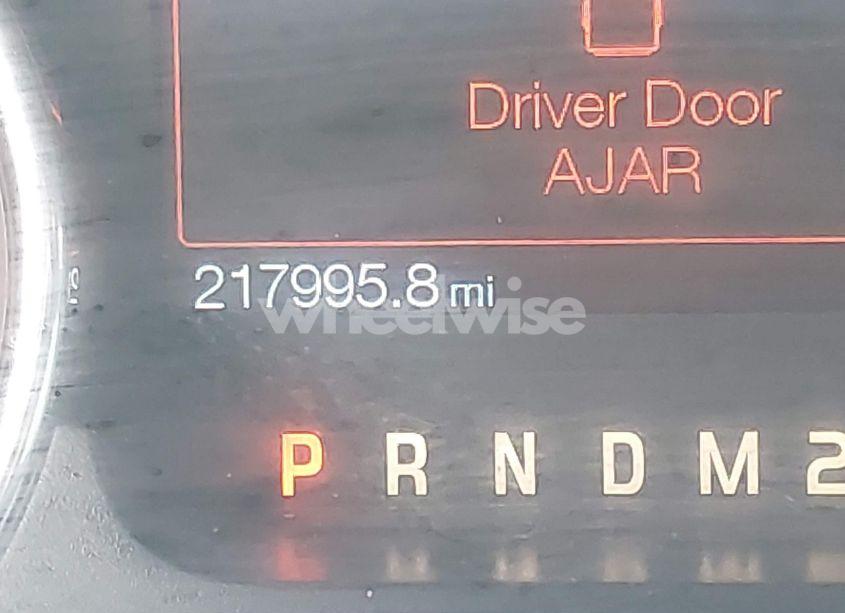 Driver Door
AJAR
217995.8 mi
wheelwise
P R N D M 2